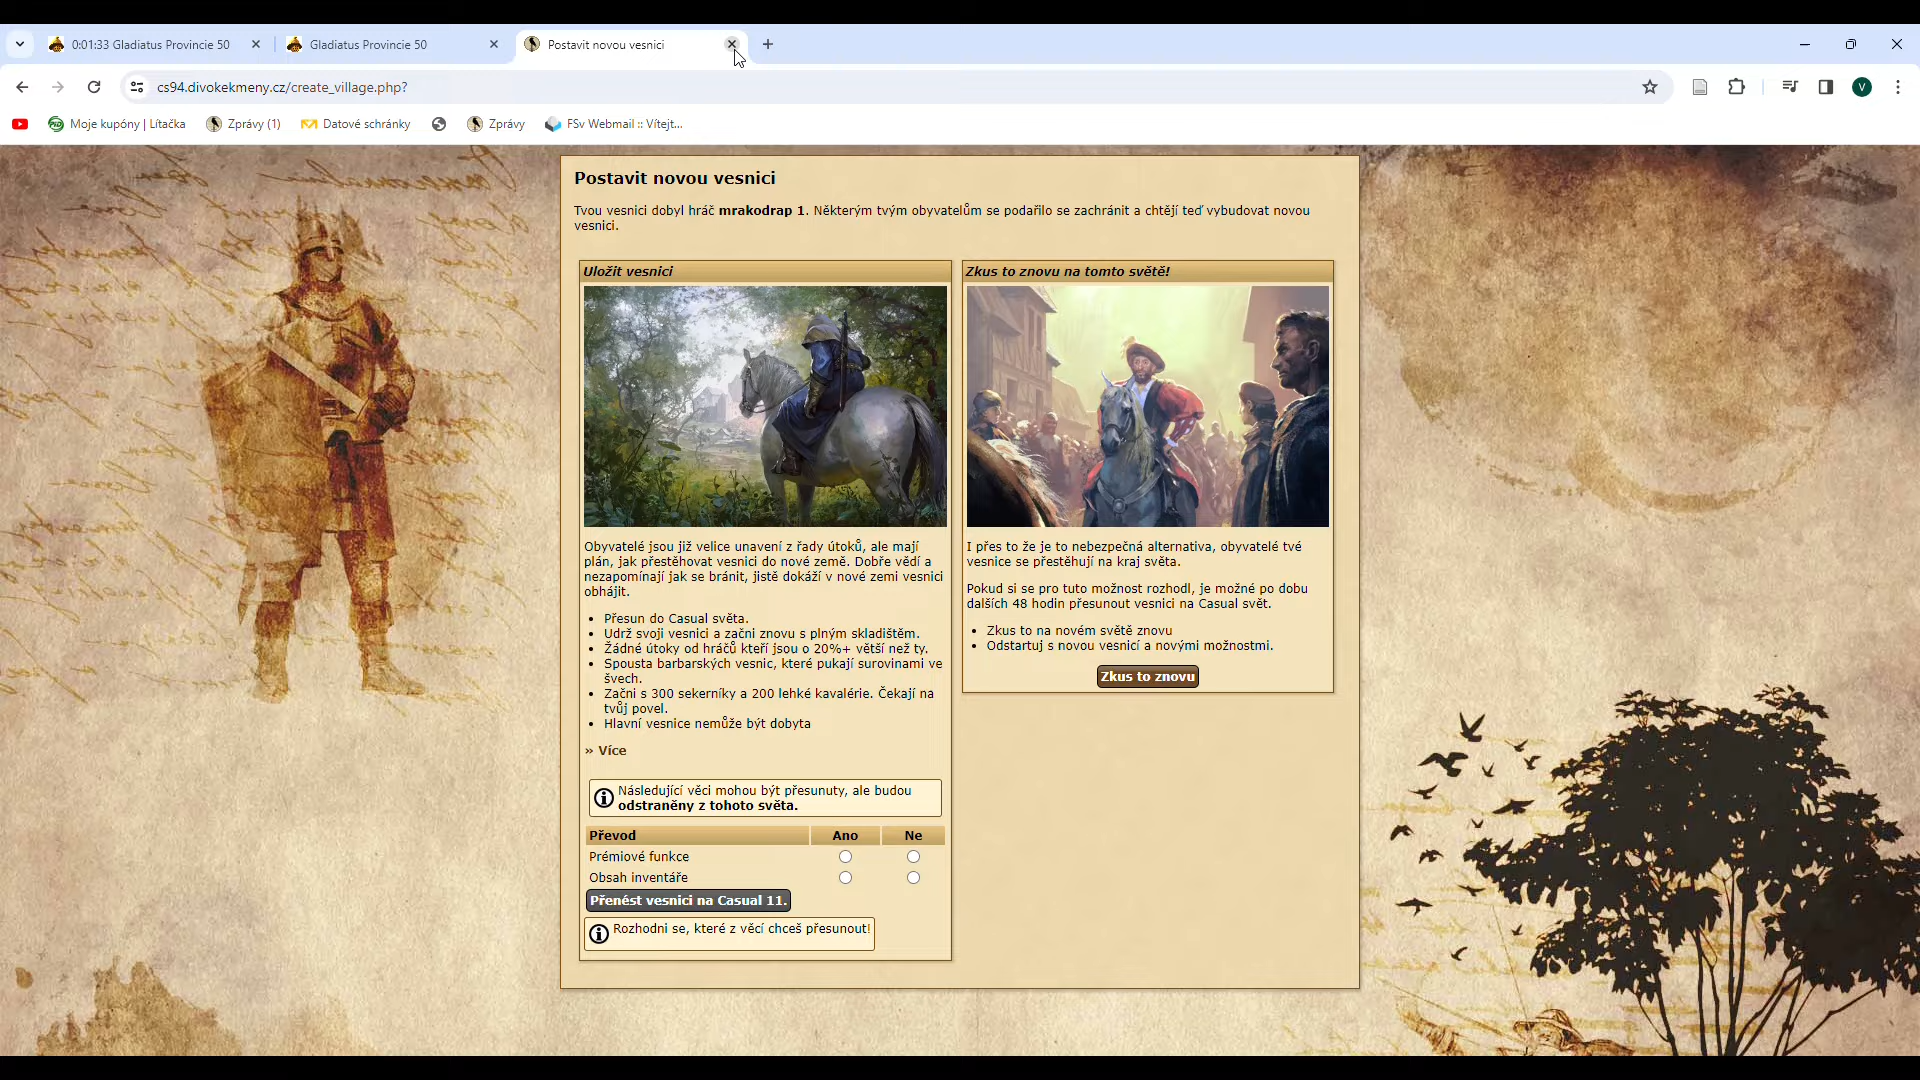 0:01:33 Gladiatus Provincie 50
Gladiatus Provincie 50
Postavit novou vesnici
cs94.divokekmeny.cz/create_village.php?
V
Moje kupóny | Lítačka
Zprávy (1)
Datové schránky
Zprávy
FSv Webmail :: Vítejt...
Postavit novou vesnici
Tvou vesnici dobyl hráč mrakodrap 1. Některým tvým obyvatelům se podařilo se zachránit a chtějí teď vybudovat novou
vesnici.
Uložit vesnici
Obyvatelé jsou již velice unavení z řady útoků, ale mají
plán, jak přestěhovat vesnici do nové země. Dobře vědí a
nezapomínají jak se bránit, jistě dokáží v nové zemi vesnici
obhájit.
Přesun do Casual světa.
Udrž svoji vesnici a začni znovu s plným skladištěm.
Žádné útoky od hráčů kteří jsou o 20%+ větší než ty.
Spousta barbarských vesnic, které pukají surovinami ve
švech.
Začni s 300 sekerníky a 200 lehké kavalérie. Čekají na
tvůj povel.
Hlavní vesnice nemůže být dobyta
» Více
Následující věci mohou být přesunuty, ale budou
odstraněny z tohoto světa.
Převod Ano Ne
Prémiové funkce
Obsah inventáře
Přenést vesnici na Casual 11.
Rozhodni se, které z věcí chceš přesunout!
Zkus to znovu na tomto světě!
I přes to že je to nebezpečná alternativa, obyvatelé tvé
vesnice se přestěhují na kraj světa.
Pokud si se pro tuto možnost rozhodl, je možné po dobu
dalších 48 hodin přesunout vesnici na Casual svět.
Zkus to na novém světě znovu
Odstartuj s novou vesnicí a novými možnostmi.
Zkus to znovu